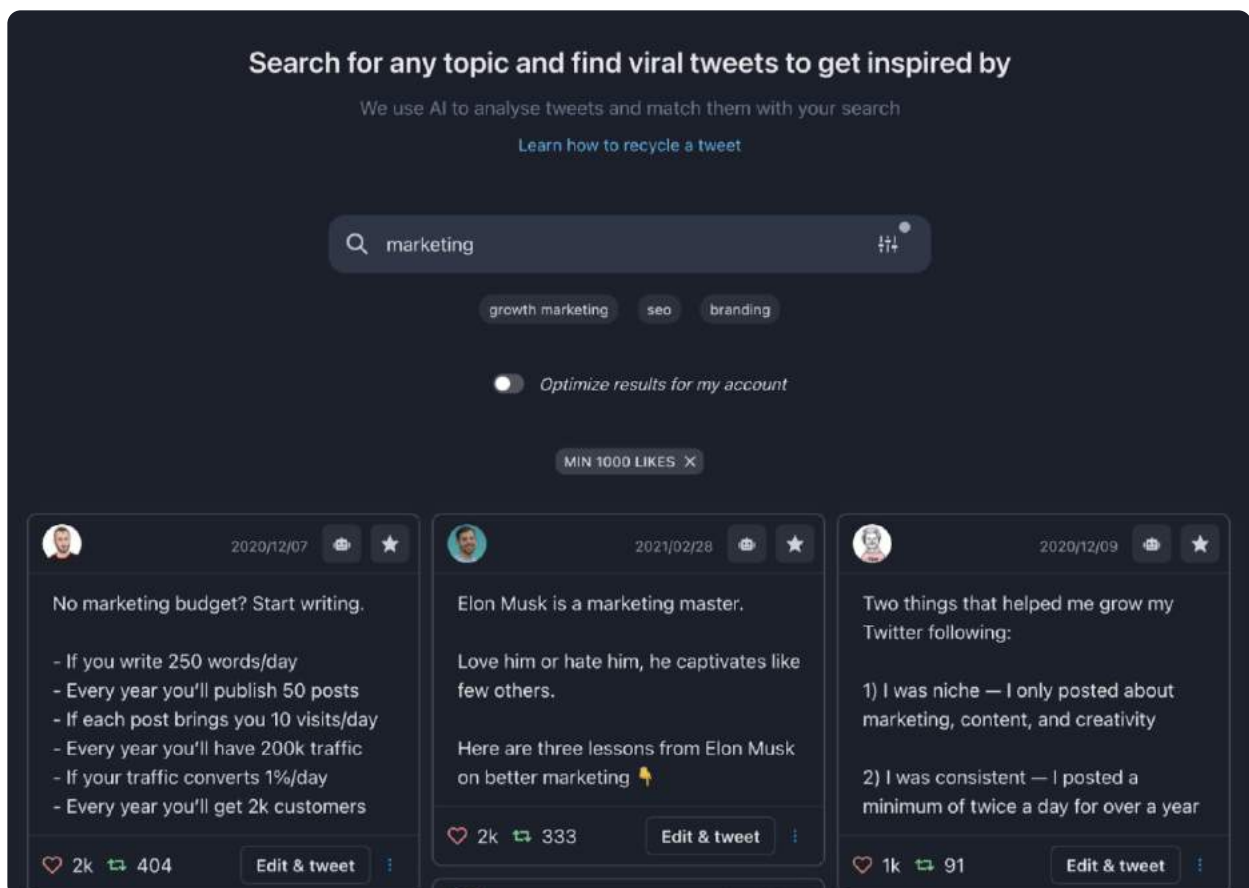 Search for any topic and find viral tweets to get inspired by
We use AI to analyse tweets and match them with your search
Learn how to recycle a tweet
marketing
growth marketing
seo
branding
Optimize results for my account
MIN 1000 LIKES
2020/12/07
No marketing budget? Start writing.
- If you write 250 words/day
- Every year you'll publish 50 posts
- If each post brings you 10 visits/day
- Every year you'll have 200k traffic
- If your traffic converts 1%/day
- Every year you'll get 2k customers
2k 404 Edit & tweet
2021/02/28
Elon Musk is a marketing master.
Love him or hate him, he captivates like
few others.
Here are three lessons from Elon Musk
on better marketing 👇
2k 333 Edit & tweet
2020/12/09
Two things that helped me grow my
Twitter following:
1) I was niche — I only posted about
marketing, content, and creativity
2) I was consistent — I posted a
minimum of twice a day for over a year
1k 91 Edit & tweet